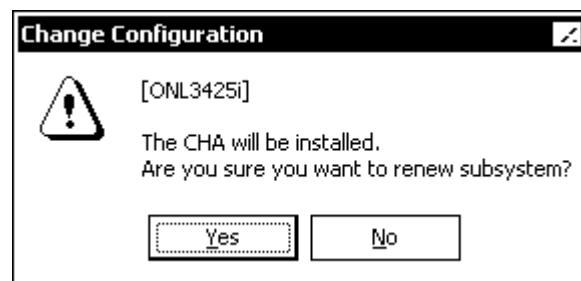 Change Configuration
[ONL3425i]
The CHA will be installed.
Are you sure you want to renew subsystem?
Yes
No